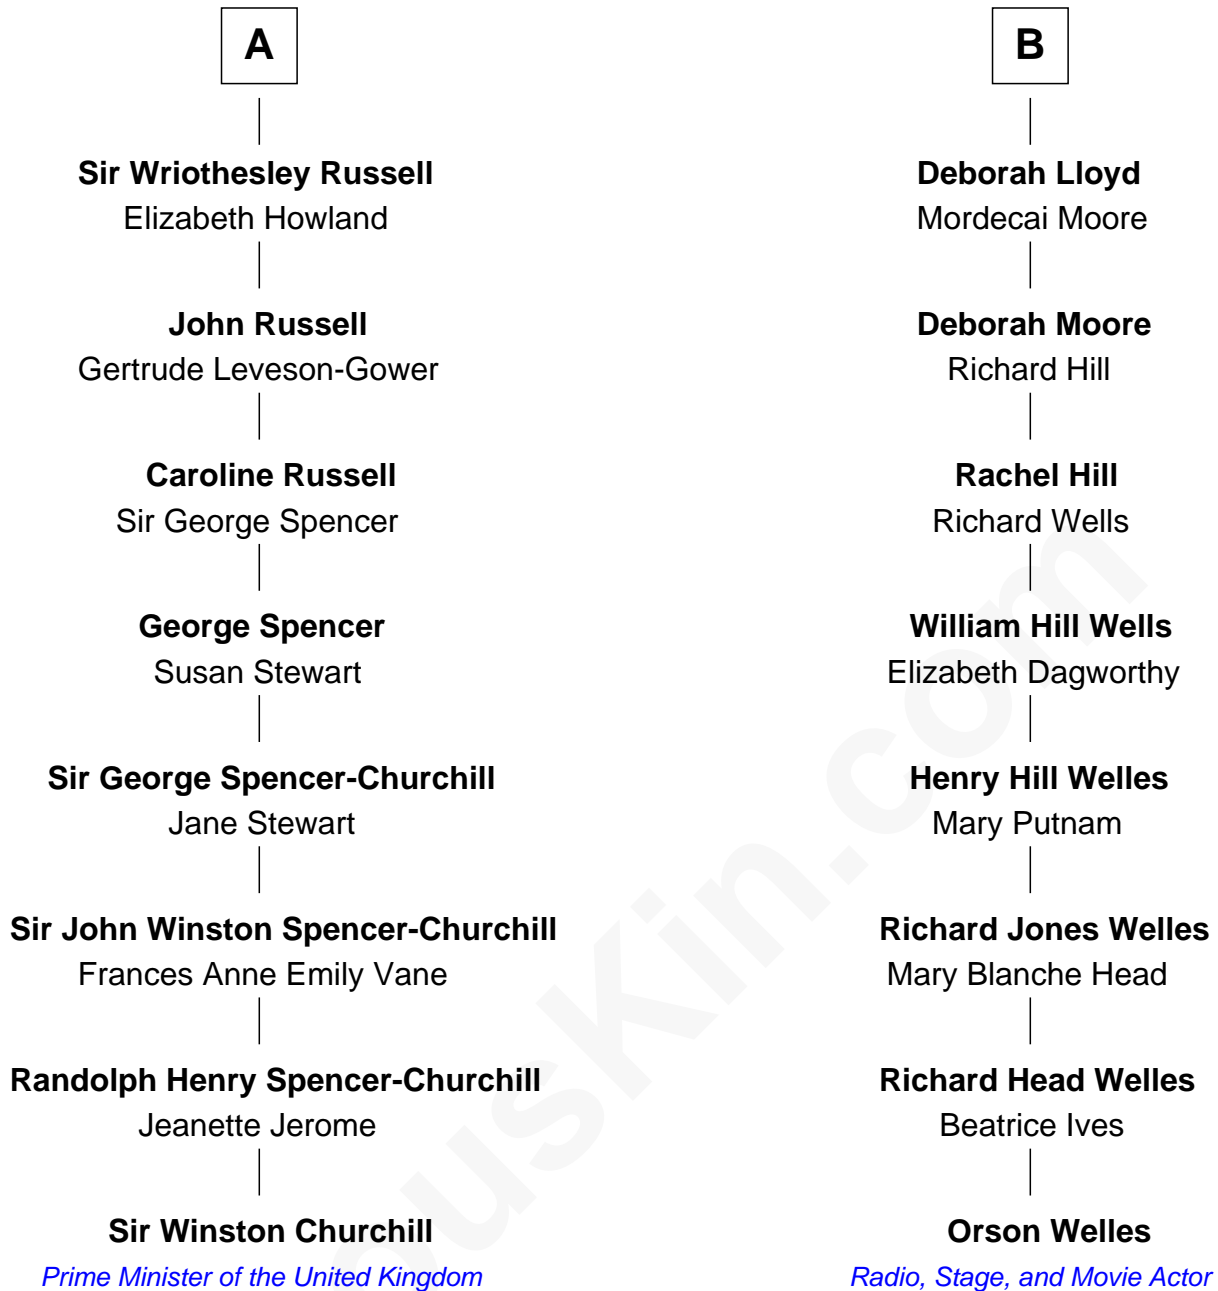 A
Sir Wriothesley Russell
Elizabeth Howland
John Russell
Gertrude Leveson-Gower
Caroline Russell
Sir George Spencer
George Spencer
Susan Stewart
Sir George Spencer-Churchill
Jane Stewart
Sir John Winston Spencer-Churchill
Frances Anne Emily Vane
Randolph Henry Spencer-Churchill
Jeanette Jerome
Sir Winston Churchill
Prime Minister of the United Kingdom
B
Deborah Lloyd
Mordecai Moore
Deborah Moore
Richard Hill
Rachel Hill
Richard Wells
William Hill Wells
Elizabeth Dagworthy
Henry Hill Welles
Mary Putnam
Richard Jones Welles
Mary Blanche Head
Richard Head Welles
Beatrice Ives
Orson Welles
Radio, Stage, and Movie Actor
ousKin.com